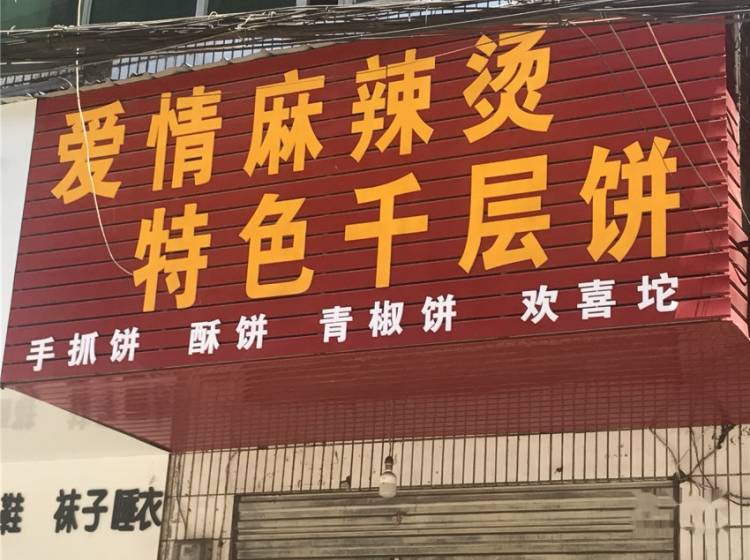 爱情麻辣烫
特色千层饼
手抓饼 酥饼 青椒饼 欢喜坨
鞋 袜子睡衣